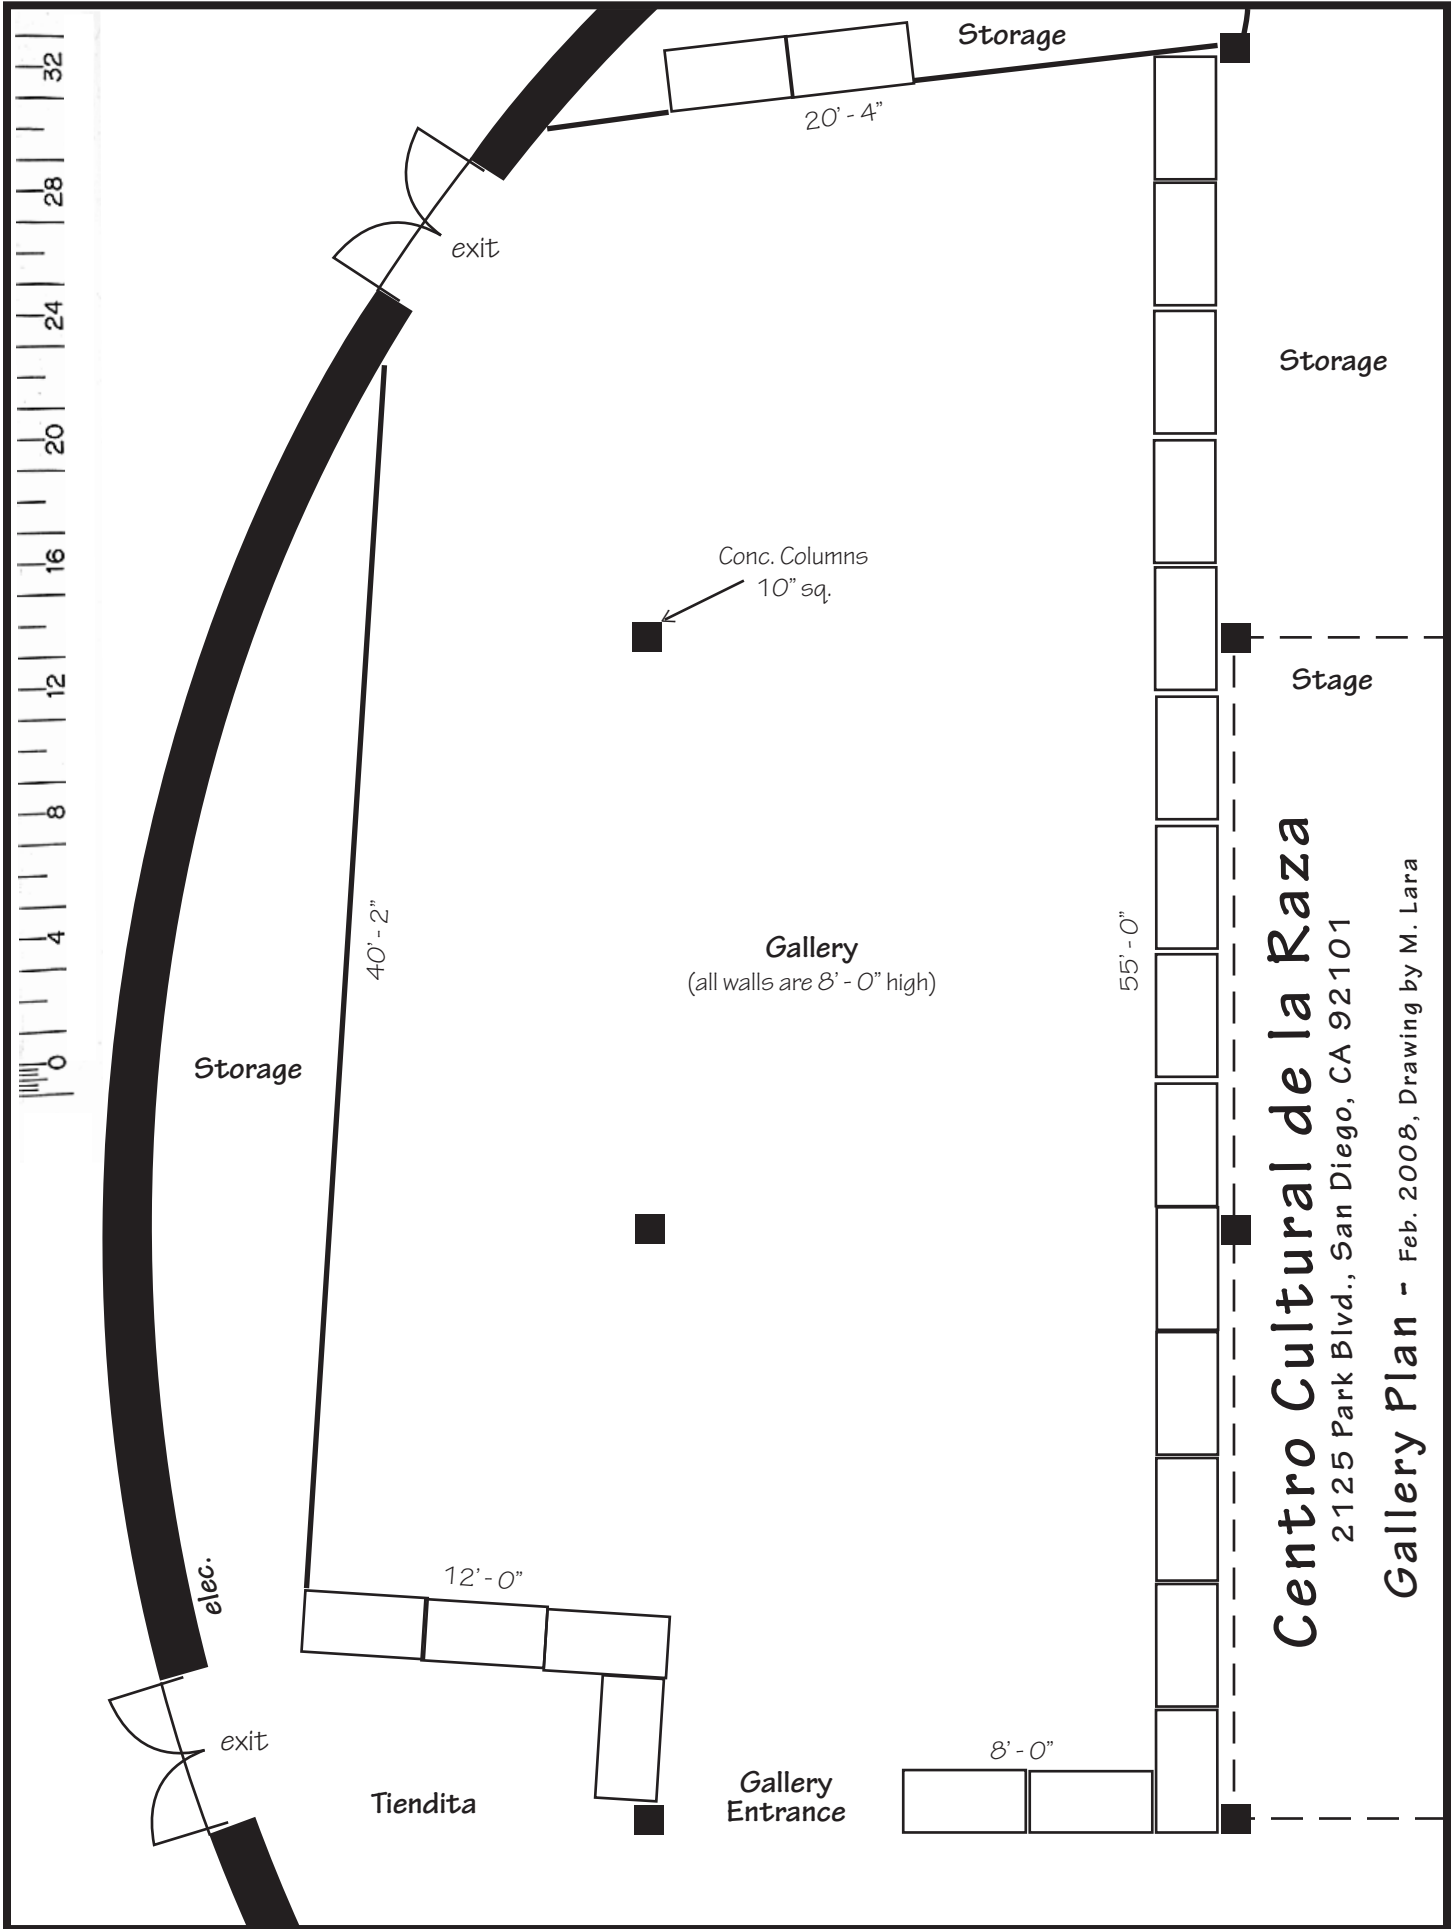 Storage
20' - 4"
32
28
24
20
16
12
8
4
0
exit
Storage
Conc. Columns
10" sq.
Stage
40' - 2"
Gallery
(all walls are 8' - 0" high)
55' - 0"
Storage
Centro Cultural de la Raza
2125 Park Blvd., San Diego, CA 92101
Gallery Plan - Feb. 2008, Drawing by M. Lara
elec.
12' - 0"
exit
Tiendita
Gallery
Entrance
8' - 0"